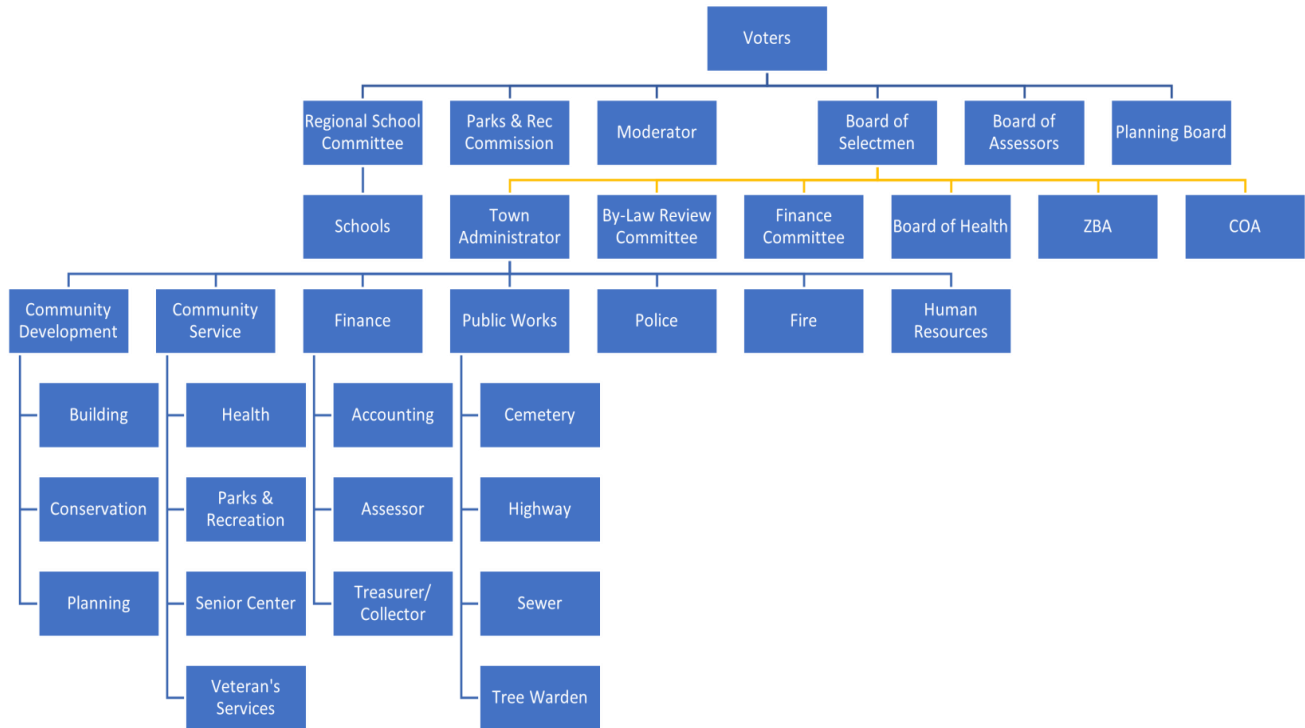 Voters
Regional School
Committee
Parks & Rec
Commission
Moderator
Board of
Selectmen
Board of
Assessors
Planning Board
Schools
Town
Administrator
By-Law Review
Committee
Finance
Committee
Board of Health
ZBA
COA
Community
Development
Community
Service
Finance
Public Works
Police
Fire
Human
Resources
Building
Health
Accounting
Cemetery
Conservation
Parks &
Recreation
Assessor
Highway
Planning
Senior Center
Treasurer/
Collector
Sewer
Veteran's
Services
Tree Warden